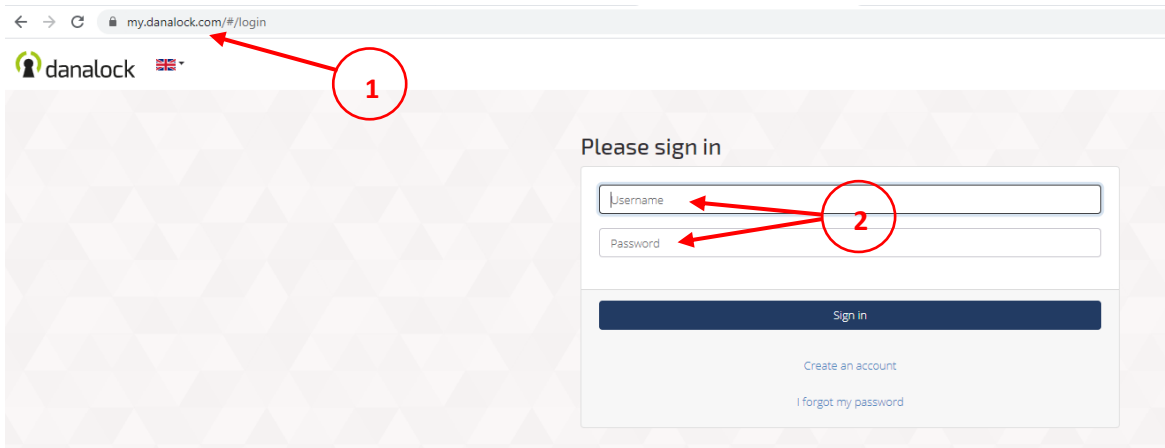 my.danalock.com/#/login
danalock
1
Please sign in
Username
2
Password
Sign in
Create an account
I forgot my password